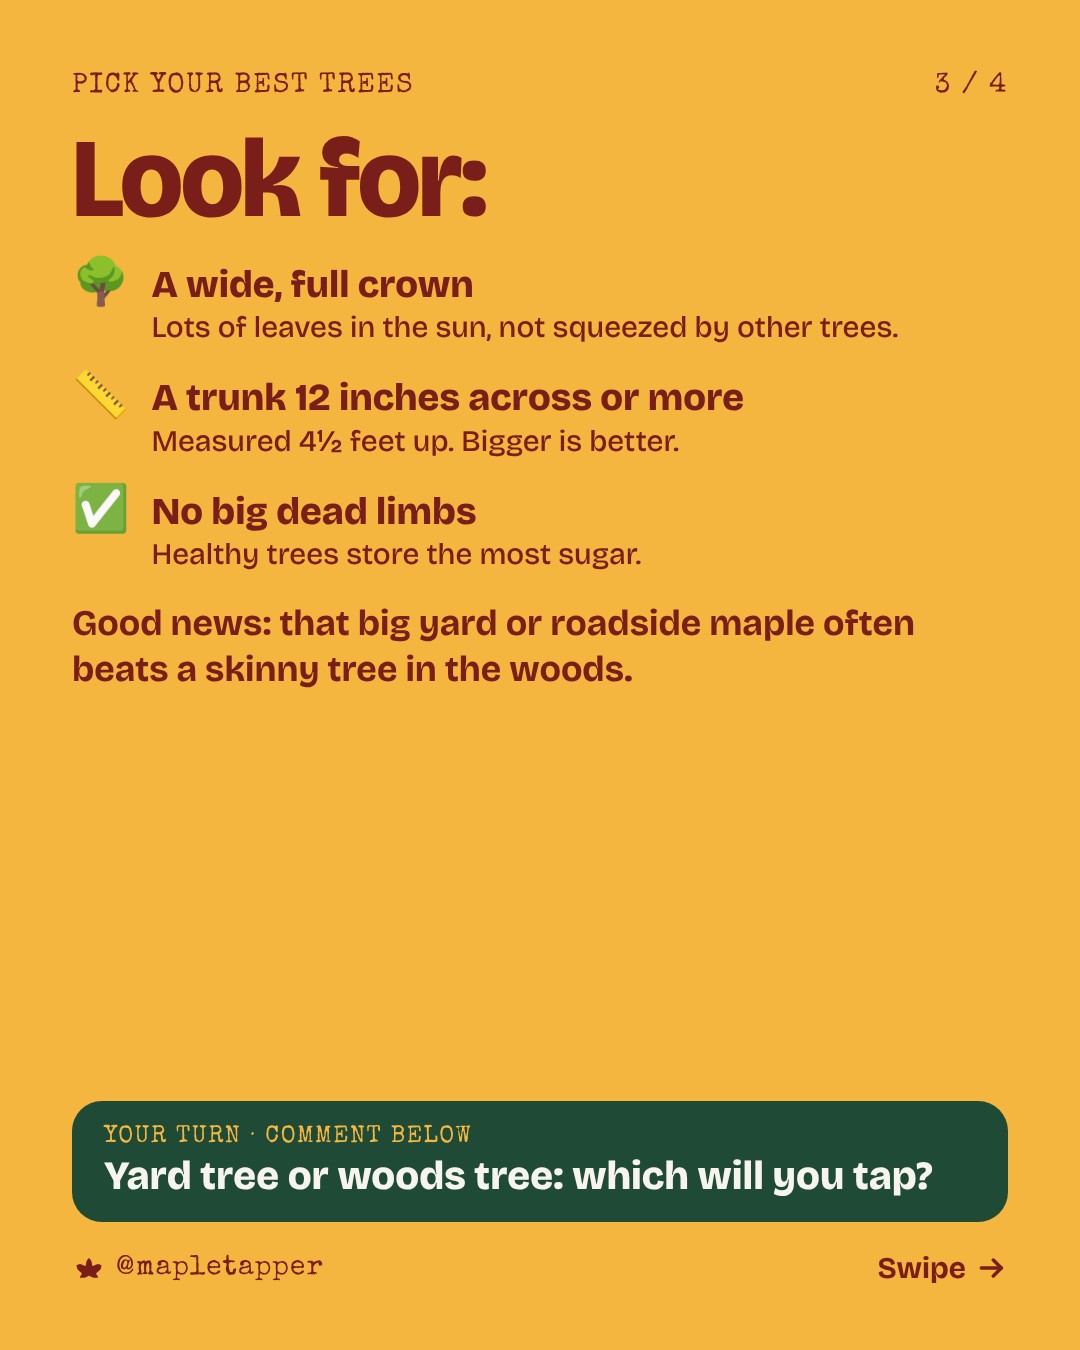 PICK YOUR BEST TREES
3 / 4
Look for:
A wide, full crown
Lots of leaves in the sun, not squeezed by other trees.
A trunk 12 inches across or more
Measured 4½ feet up. Bigger is better.
No big dead limbs
Healthy trees store the most sugar.
Good news: that big yard or roadside maple often
beats a skinny tree in the woods.
YOUR TURN · COMMENT BELOW
Yard tree or woods tree: which will you tap?
@mapletapper
Swipe →